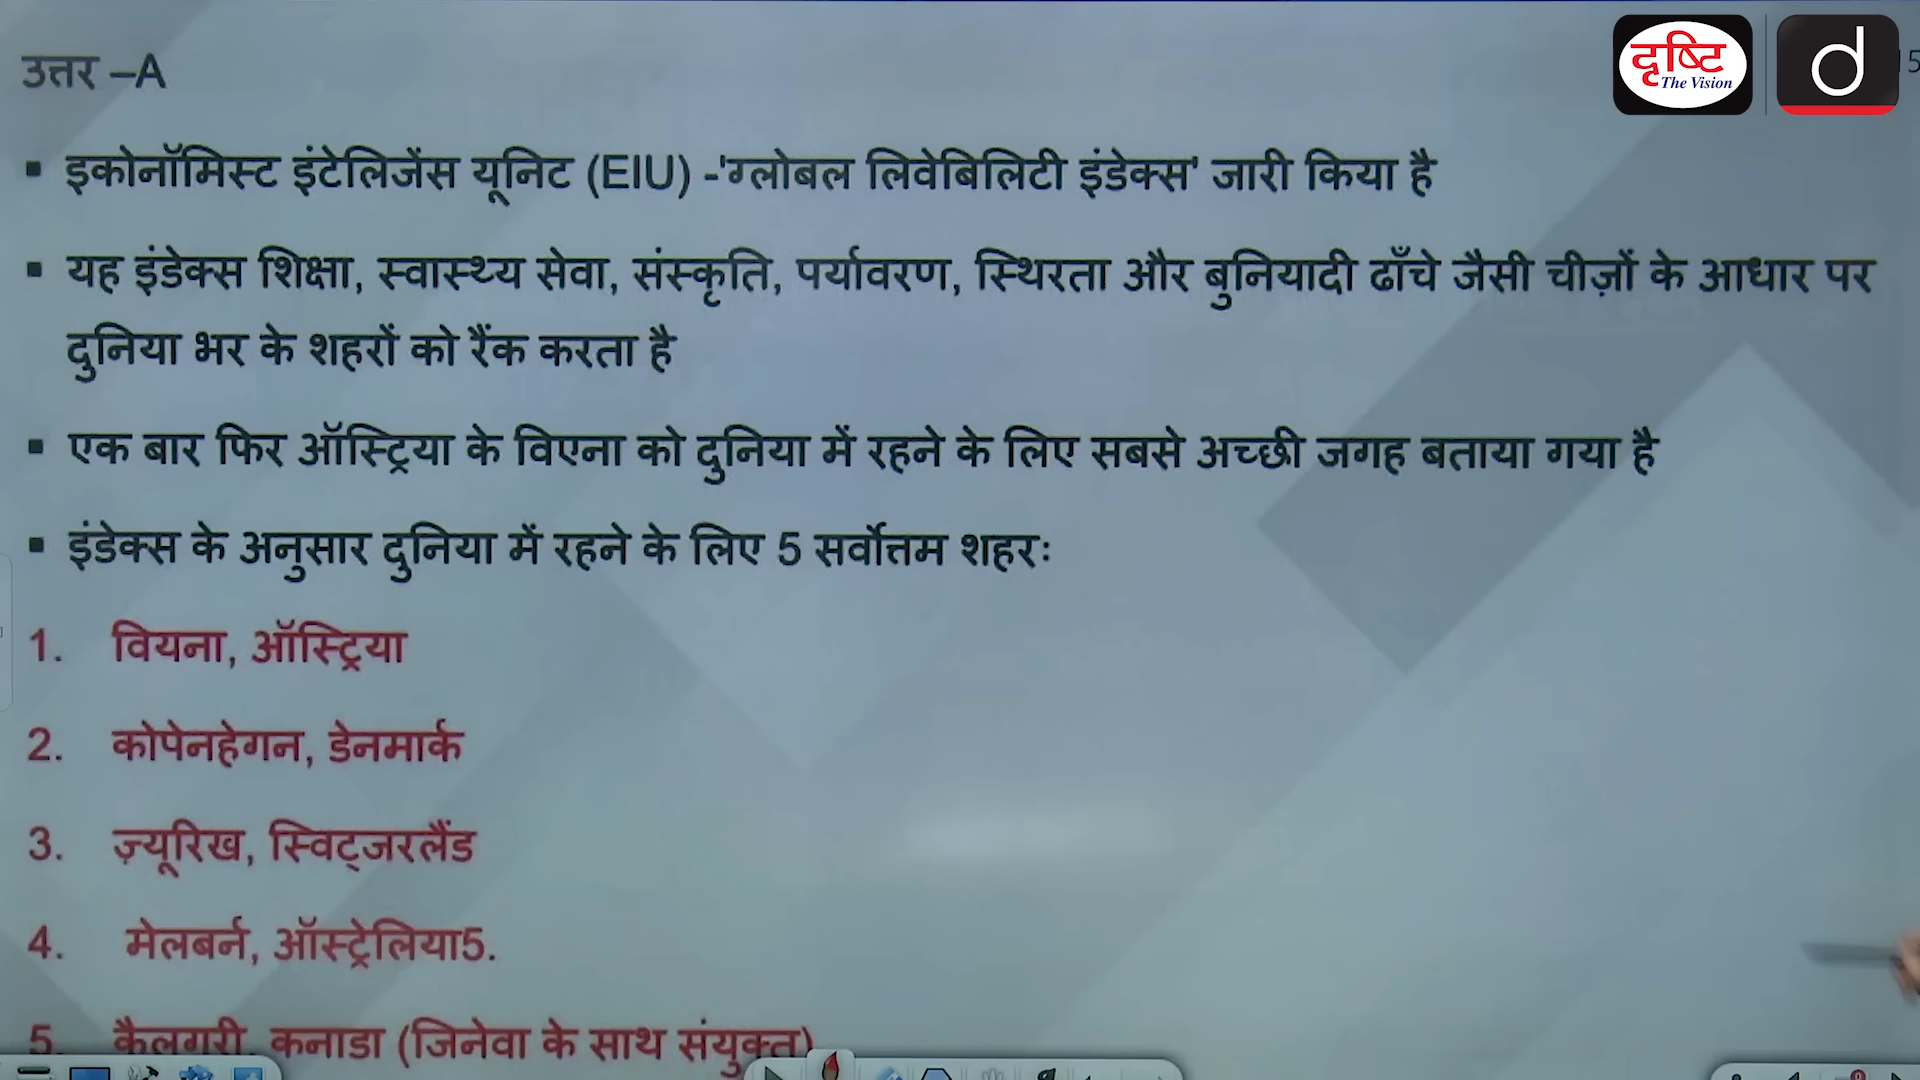 उत्तर –A
दृष्टि
The Vision
d
15
▪ इकोनॉमिस्ट इंटेलिजेंस यूनिट (EIU) -'ग्लोबल लिवेबिलिटी इंडेक्स' जारी किया है
▪ यह इंडेक्स शिक्षा, स्वास्थ्य सेवा, संस्कृति, पर्यावरण, स्थिरता और बुनियादी ढाँचे जैसी चीज़ों के आधार पर
दुनिया भर के शहरों को रैंक करता है
▪ एक बार फिर ऑस्ट्रिया के विएना को दुनिया में रहने के लिए सबसे अच्छी जगह बताया गया है
▪ इंडेक्स के अनुसार दुनिया में रहने के लिए 5 सर्वोत्तम शहरः
1. वियना, ऑस्ट्रिया
2. कोपेनहेगन, डेनमार्क
3. ज़्यूरिख, स्विट्जरलैंड
4. मेलबर्न, ऑस्ट्रेलिया5.
5. कैलगरी, कनाडा (जिनेवा के साथ संयुक्त)